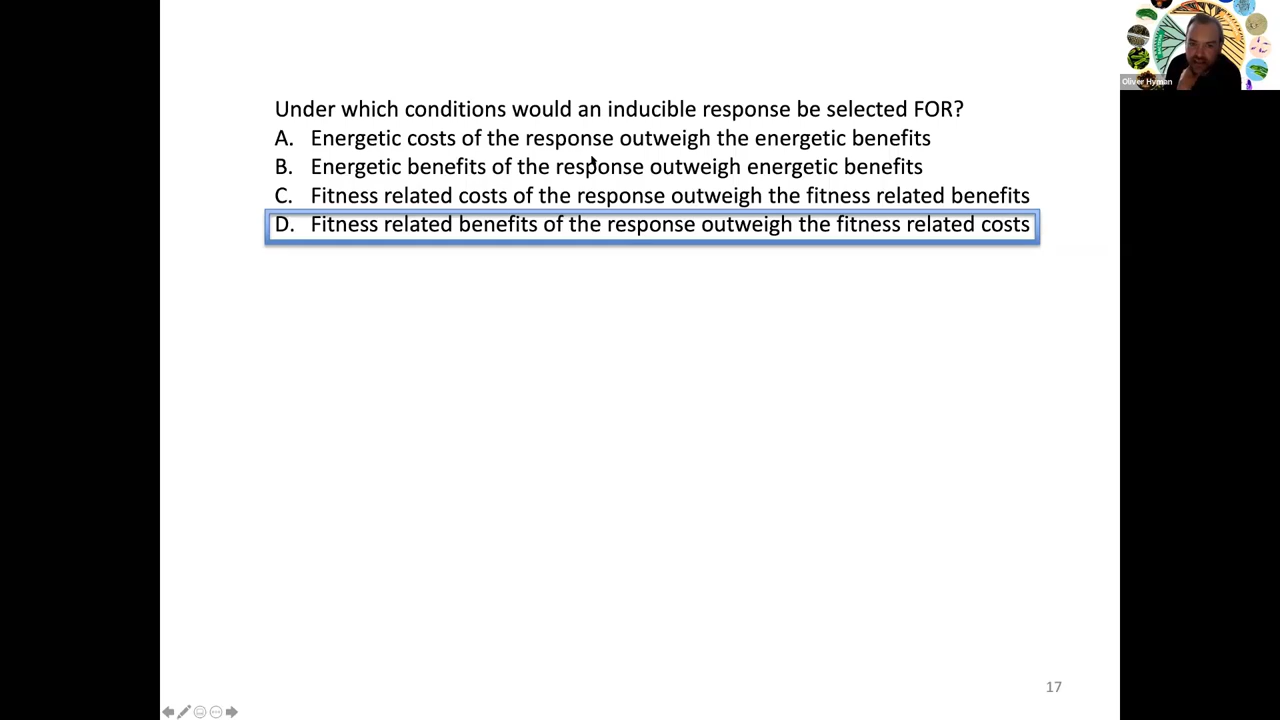 Oliver Hyman
Under which conditions would an inducible response be selected FOR?
A. Energetic costs of the response outweigh the energetic benefits
B. Energetic benefits of the response outweigh energetic benefits
C. Fitness related costs of the response outweigh the fitness related benefits
D. Fitness related benefits of the response outweigh the fitness related costs
17